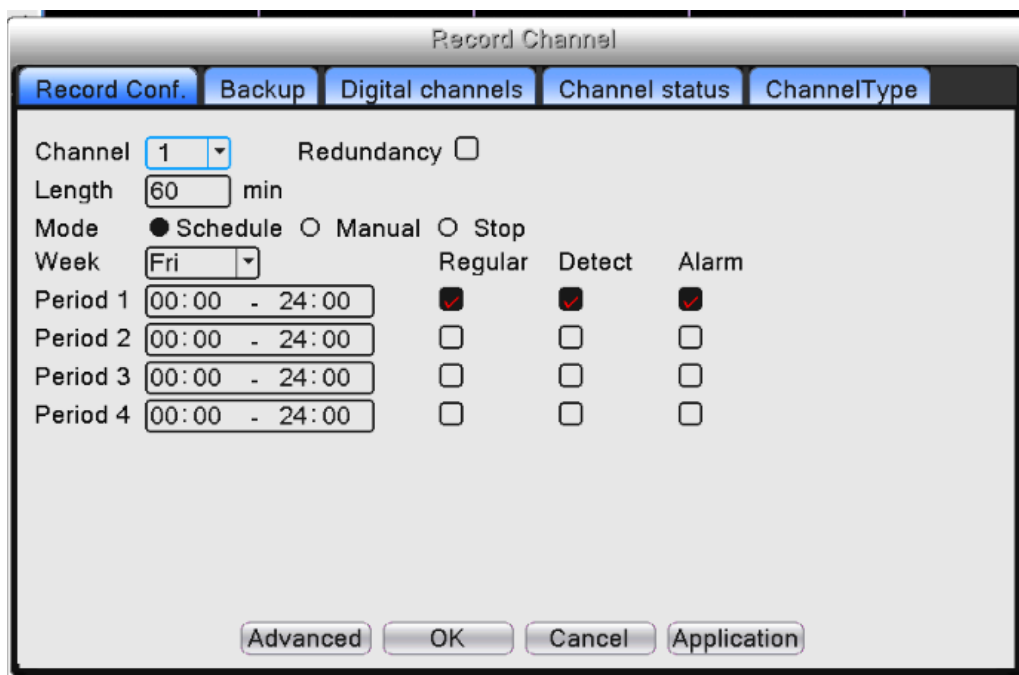 Record Channel
Record Conf. Backup Digital channels Channel status ChannelType
Channel 1 Redundancy
Length 60 min
Mode Schedule Manual Stop
Week Fri Regular Detect Alarm
Period 1 00:00 - 24:00
Period 2 00:00 - 24:00
Period 3 00:00 - 24:00
Period 4 00:00 - 24:00
Advanced OK Cancel Application